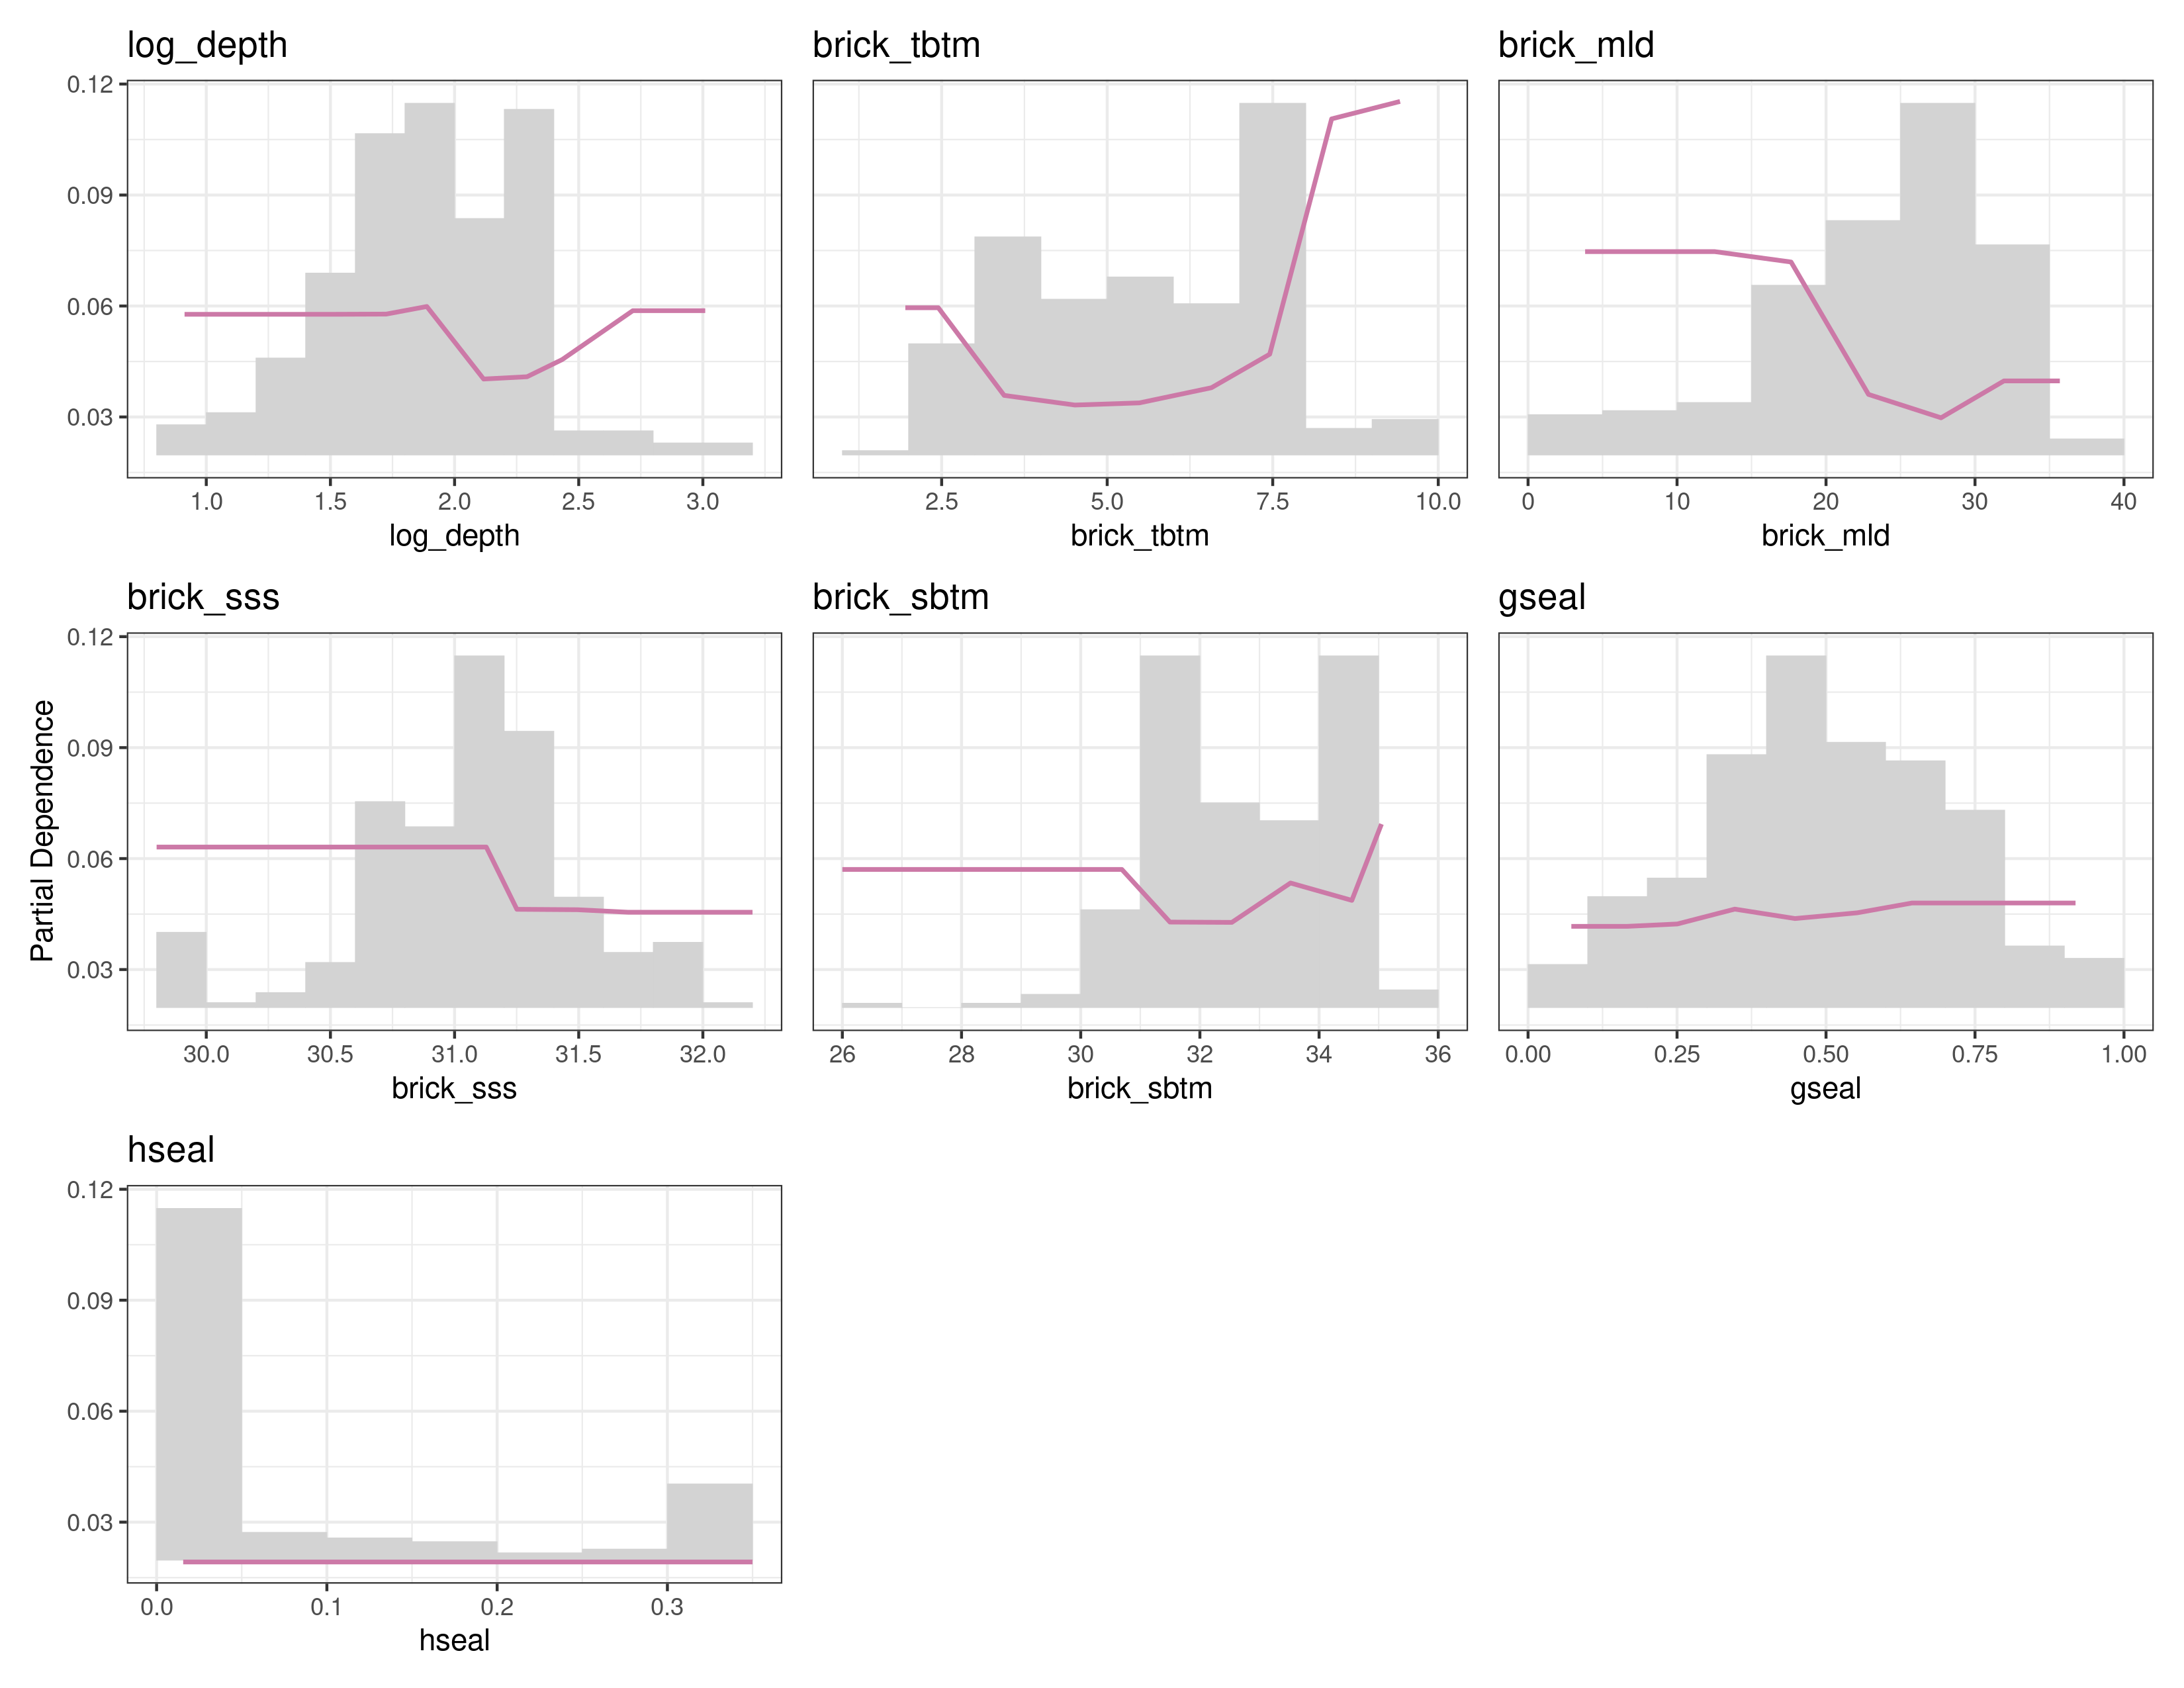 log_depth brick_tbtm brick_mld
0.12
0.09
0.06
0.03
1.0 1.5 2.0 2.5 3.0 2.5 5.0 7.5 10.0 0 10 20 30 40
log_depth brick_tbtm brick_mld
brick_sss brick_sbtm gseal
0.12
0.09
0.06
0.03
Partial Dependence
30.0 30.5 31.0 31.5 32.0 26 28 30 32 34 36 0.00 0.25 0.50 0.75 1.00
brick_sss brick_sbtm gseal
hseal
0.12
0.09
0.06
0.03
0.0 0.1 0.2 0.3
hseal